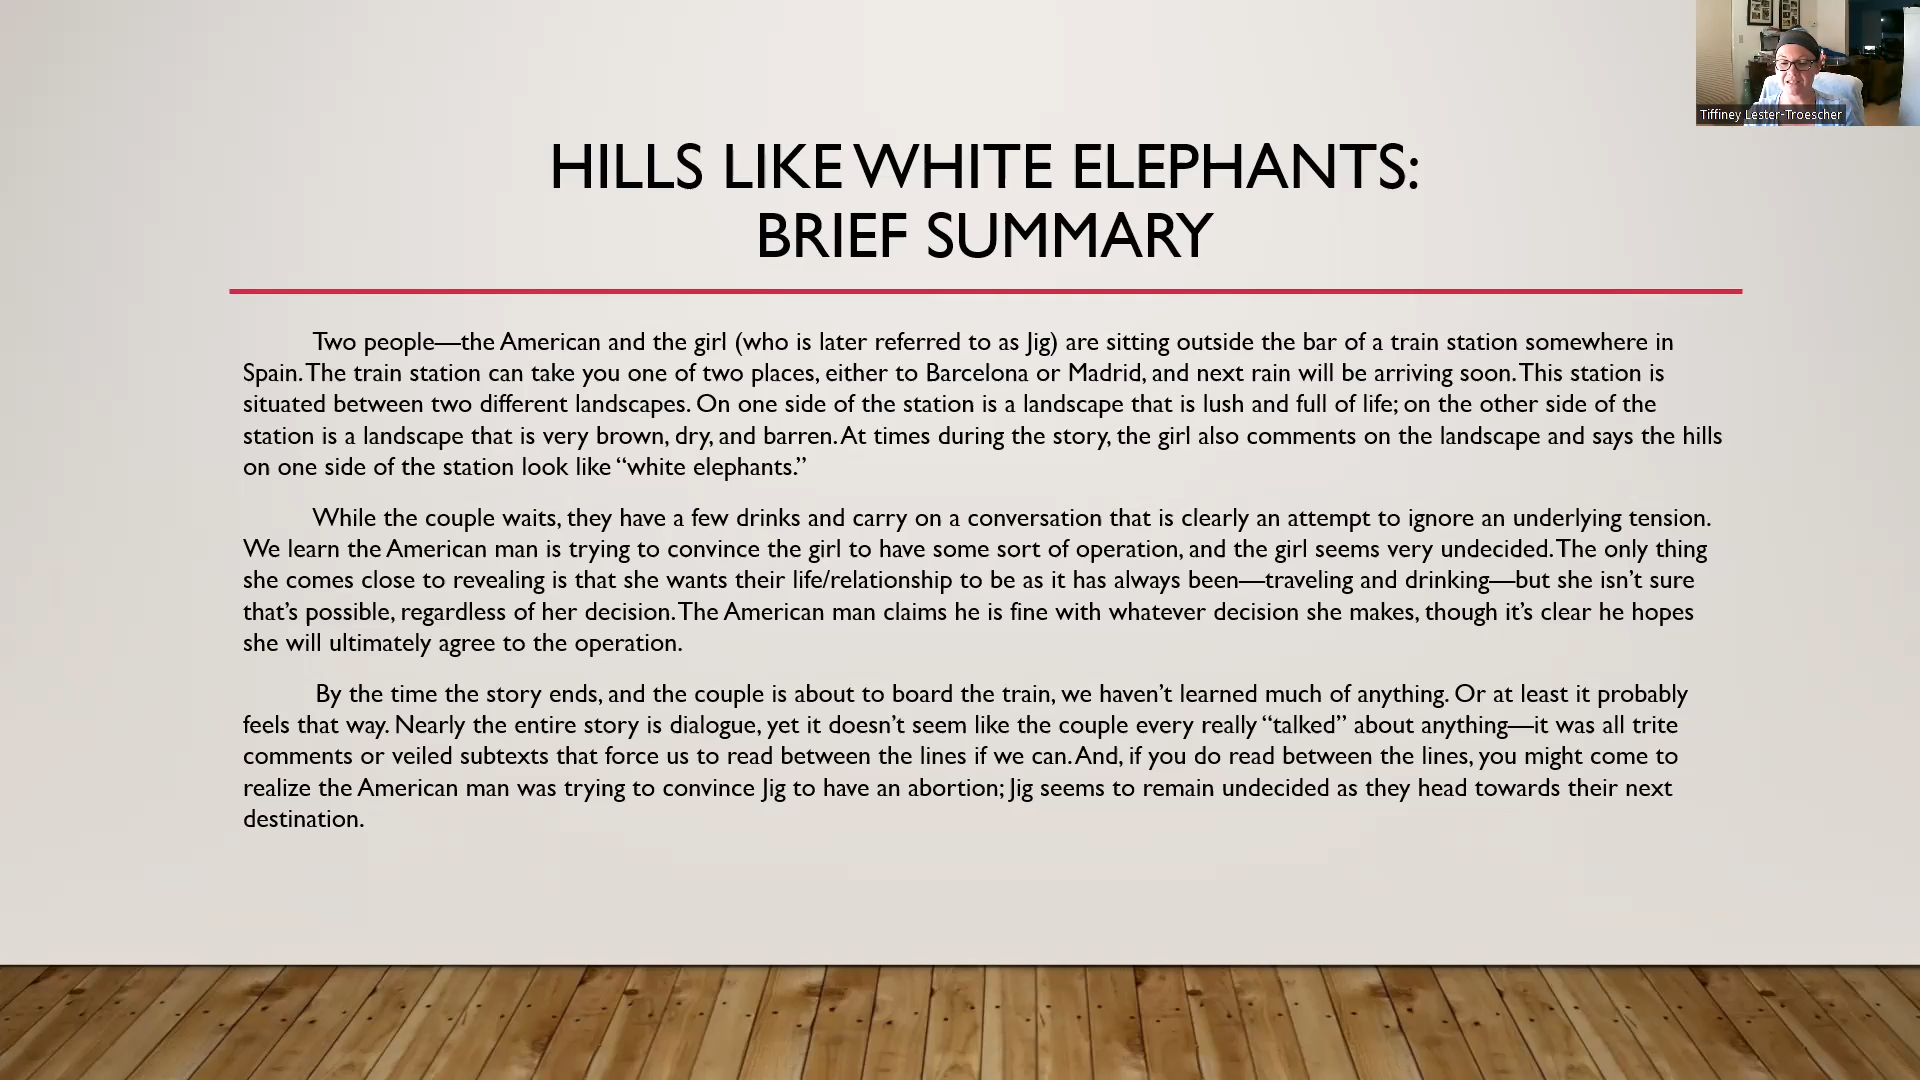 Tiffiney Lester-Troescher
HILLS LIKE WHITE ELEPHANTS:
BRIEF SUMMARY
Two people—the American and the girl (who is later referred to as Jig) are sitting outside the bar of a train station somewhere in
Spain. The train station can take you one of two places, either to Barcelona or Madrid, and next rain will be arriving soon. This station is
situated between two different landscapes. On one side of the station is a landscape that is lush and full of life; on the other side of the
station is a landscape that is very brown, dry, and barren. At times during the story, the girl also comments on the landscape and says the hills
on one side of the station look like “white elephants.”
While the couple waits, they have a few drinks and carry on a conversation that is clearly an attempt to ignore an underlying tension.
We learn the American man is trying to convince the girl to have some sort of operation, and the girl seems very undecided. The only thing
she comes close to revealing is that she wants their life/relationship to be as it has always been—traveling and drinking—but she isn’t sure
that’s possible, regardless of her decision. The American man claims he is fine with whatever decision she makes, though it’s clear he hopes
she will ultimately agree to the operation.
By the time the story ends, and the couple is about to board the train, we haven’t learned much of anything. Or at least it probably
feels that way. Nearly the entire story is dialogue, yet it doesn’t seem like the couple every really “talked” about anything—it was all trite
comments or veiled subtexts that force us to read between the lines if we can. And, if you do read between the lines, you might come to
realize the American man was trying to convince Jig to have an abortion; Jig seems to remain undecided as they head towards their next
destination.